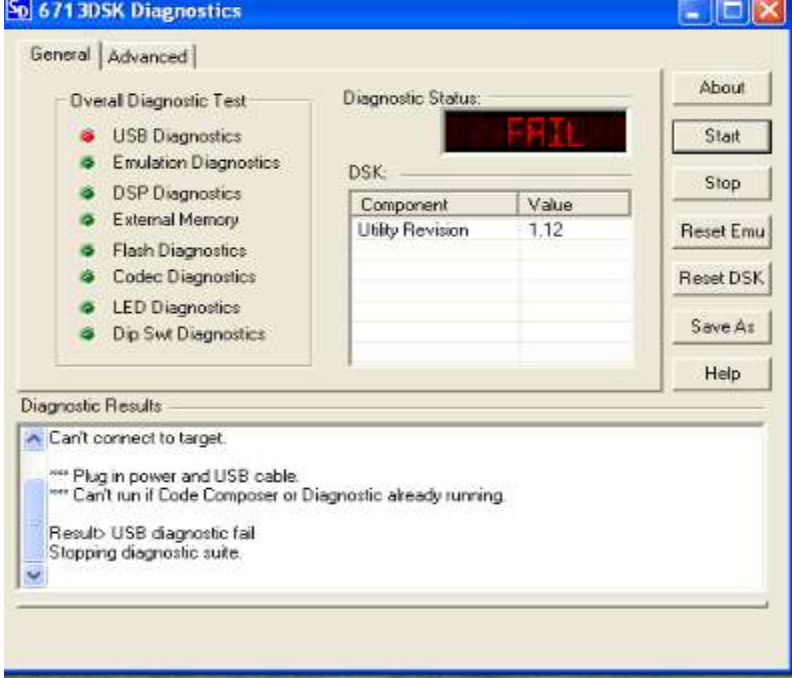 SD 6713DSK Diagnostics
General Advanced
Overall Diagnostic Test
USB Diagnostics
Emulation Diagnostics
DSP Diagnostics
External Memory
Flash Diagnostics
Codec Diagnostics
LED Diagnostics
Dip Swt Diagnostics
Diagnostic Status:
FAIL
DSK:
Component Value
Utility Revision 1.12
About
Start
Stop
Reset Emu
Reset DSK
Save As
Help
Diagnostic Results
Can't connect to target.
**** Plug in power and USB cable.
**** Can't run if Code Composer or Diagnostic already running.
Result> USB diagnostic fail
Stopping diagnostic suite.